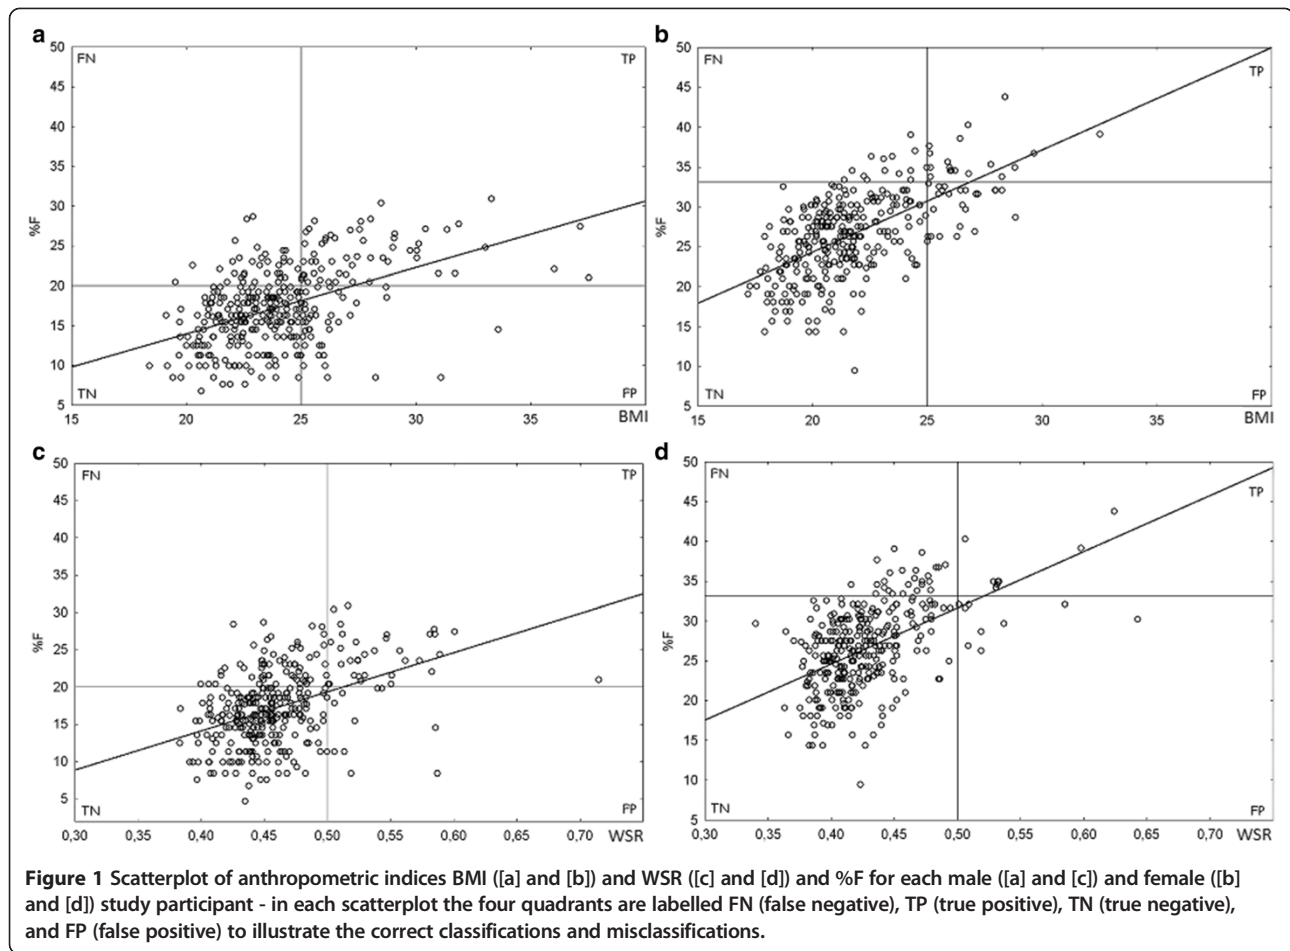 a
50
FN
TP
45
40
35
30
%F
25
20
15
10
TN
FP
5
15
20
25
30
35
BMI
b
50
FN
TP
45
40
35
30
%F
25
20
15
10
TN
FP
5
15
20
25
30
35
BMI
c
50
FN
TP
45
40
35
30
%F
25
20
15
10
5
TN
FP
0,30
0,35
0,40
0,45
0,50
0,55
0,60
0,65
0,70
WSR
d
50
FN
TP
45
40
35
30
%F
25
20
15
10
TN
FP
5
0,30
0,35
0,40
0,45
0,50
0,55
0,60
0,65
0,70
WSR
Figure 1 Scatterplot of anthropometric indices BMI ([a] and [b]) and WSR ([c] and [d]) and %F for each male ([a] and [c]) and female ([b]
and [d]) study participant - in each scatterplot the four quadrants are labelled FN (false negative), TP (true positive), TN (true negative),
and FP (false positive) to illustrate the correct classifications and misclassifications.